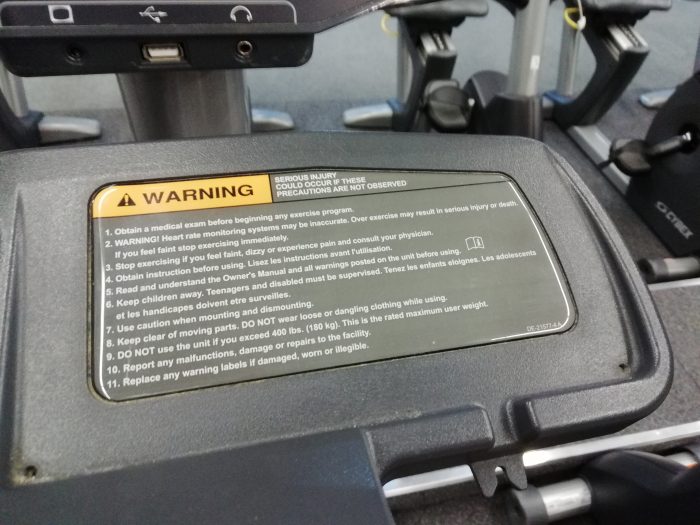 WARNING
SERIOUS INJURY
COULD OCCUR IF THESE
PRECAUTIONS ARE NOT OBSERVED
1. Obtain a medical exam before beginning any exercise program.
2. WARNING! Heart rate monitoring systems may be inaccurate. Over exercise may result in serious injury or death.
If you feel faint stop exercising immediately.
3. Stop exercising if you feel faint, dizzy or experience pain and consult your physician.
4. Obtain instruction before using. Lisez les instructions avant l'utilisation.
5. Read and understand the Owner's Manual and all warnings posted on the unit before using.
6. Keep children away. Teenagers and disabled must be supervised. Tenez les enfants eloignes. Les adolescents
et les handicapes doivent etre surveilles.
7. Use caution when mounting and dismounting.
8. Keep clear of moving parts. DO NOT wear loose or dangling clothing while using.
9. DO NOT use the unit if you exceed 400 lbs. (180 kg). This is the rated maximum user weight.
10. Report any malfunctions, damage or repairs to the facility.
11. Replace any warning labels if damaged, worn or illegible.
DE-21577-4 A
CYBEX